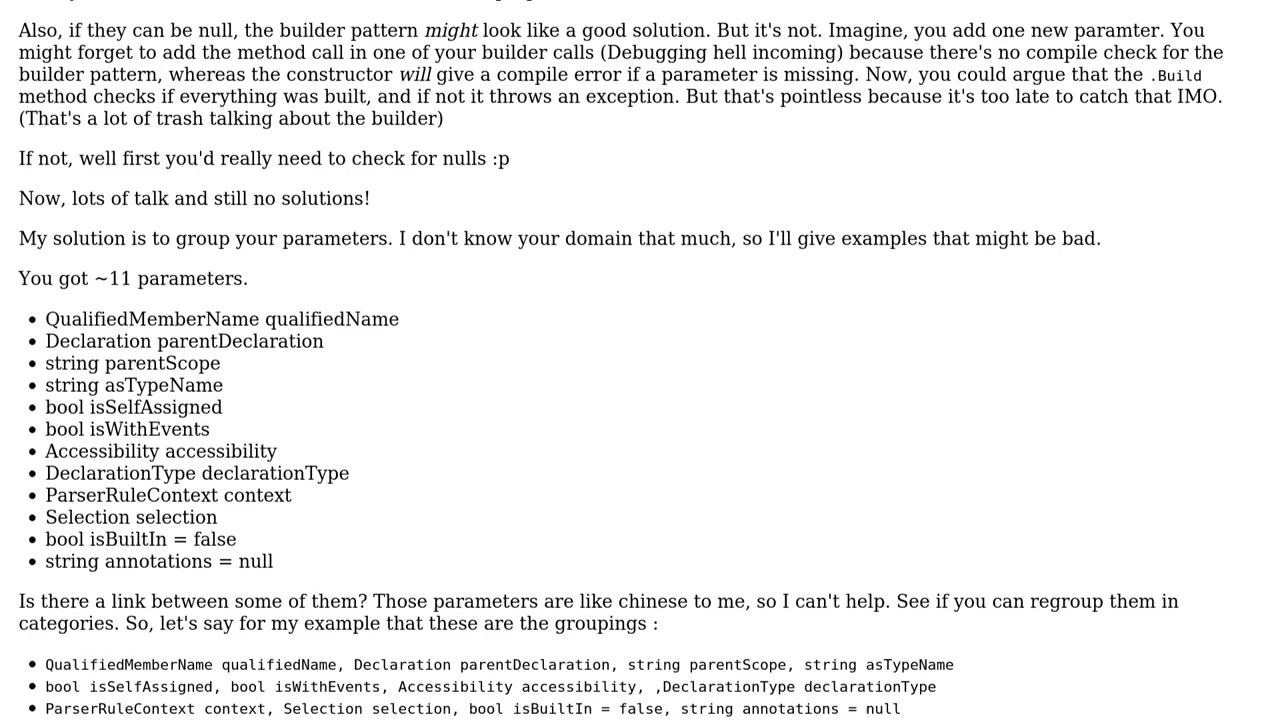 Also, if they can be null, the builder pattern might look like a good solution. But it's not. Imagine, you add one new paramter. You
might forget to add the method call in one of your builder calls (Debugging hell incoming) because there's no compile check for the
builder pattern, whereas the constructor will give a compile error if a parameter is missing. Now, you could argue that the .Build
method checks if everything was built, and if not it throws an exception. But that's pointless because it's too late to catch that IMO.
(That's a lot of trash talking about the builder)
If not, well first you'd really need to check for nulls :p
Now, lots of talk and still no solutions!
My solution is to group your parameters. I don't know your domain that much, so I'll give examples that might be bad.
You got ~11 parameters.
• QualifiedMemberName qualifiedName
• Declaration parentDeclaration
• string parentScope
• string asTypeName
• bool isSelfAssigned
• bool isWithEvents
• Accessibility accessibility
• DeclarationType declarationType
• ParserRuleContext context
• Selection selection
• bool isBuiltIn = false
• string annotations = null
Is there a link between some of them? Those parameters are like chinese to me, so I can't help. See if you can regroup them in
categories. So, let's say for my example that these are the groupings :
• QualifiedMemberName qualifiedName, Declaration parentDeclaration, string parentScope, string asTypeName
• bool isSelfAssigned, bool isWithEvents, Accessibility accessibility, ,DeclarationType declarationType
• ParserRuleContext context, Selection selection, bool isBuiltIn = false, string annotations = null